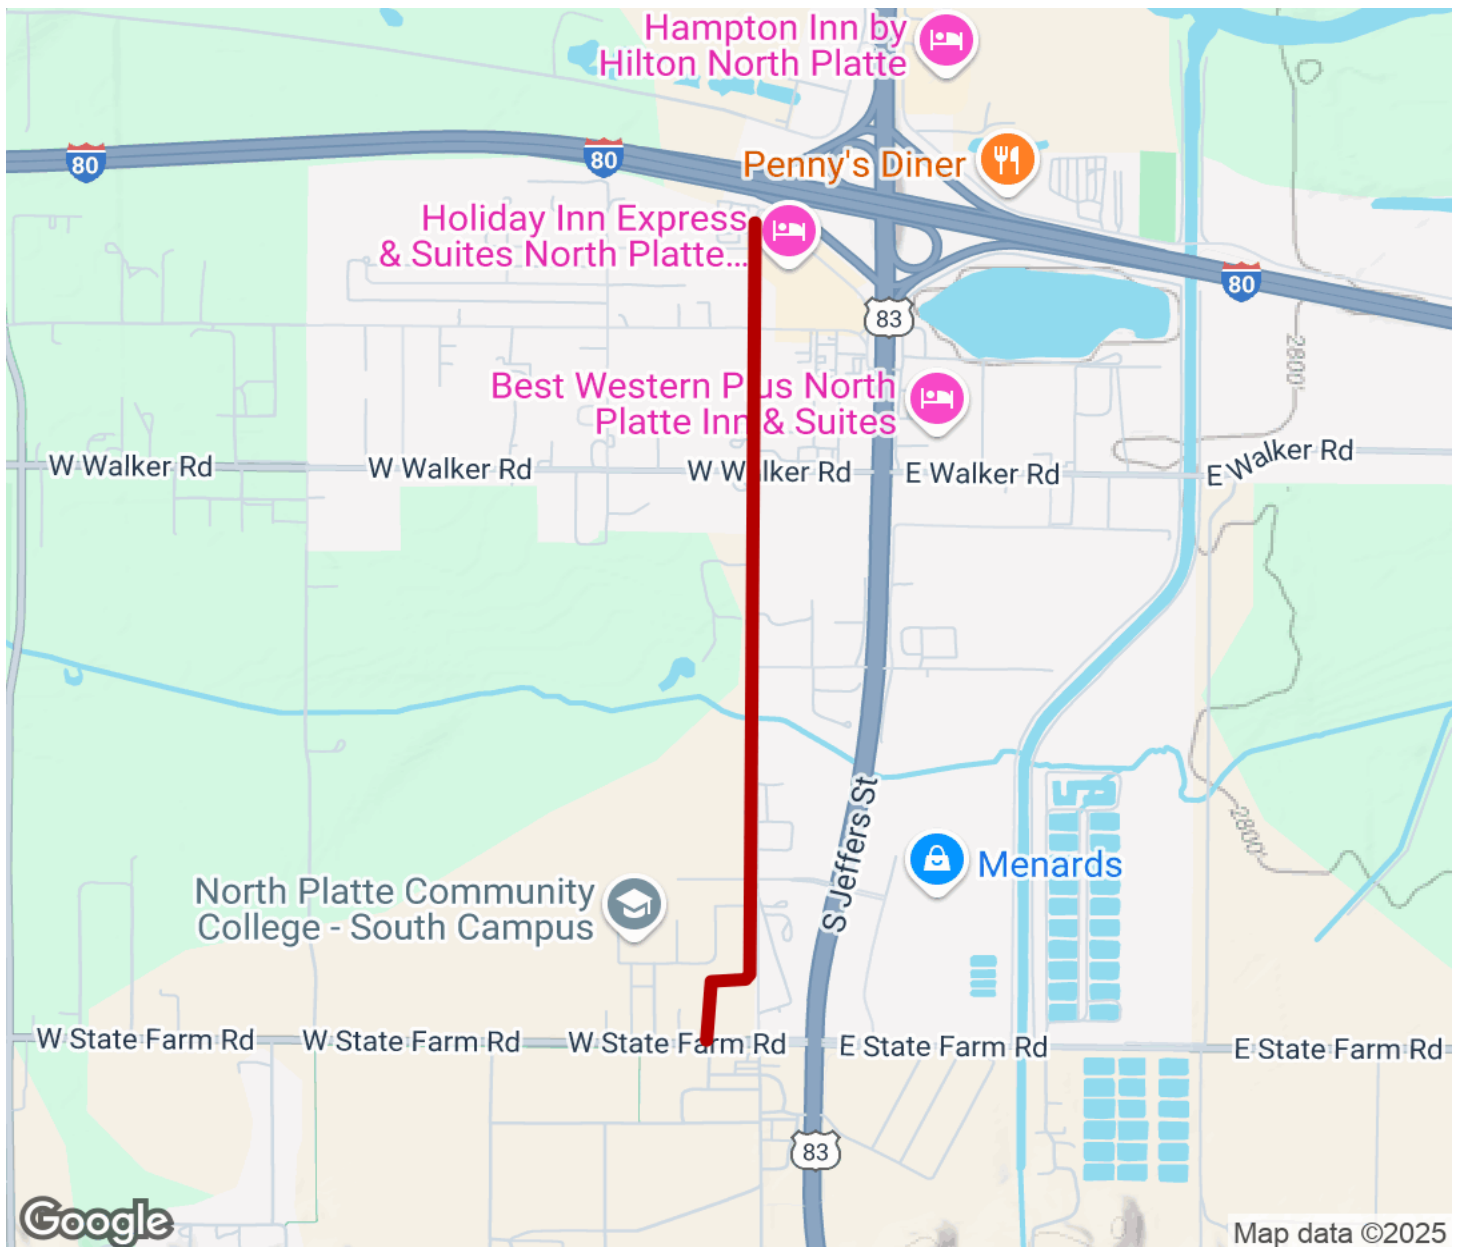 Hampton Inn by
Hilton North Platte
80
80
Penny's Diner
Holiday Inn Express
& Suites North Platte...
80
83
2800'
Best Western Plus North
Platte Inn & Suites
W Walker Rd
W Walker Rd
W Walker Rd
E Walker Rd
E Walker Rd
S Jeffers St
2800'
Menards
North Platte Community
College - South Campus
W State Farm Rd
W State Farm Rd
W State Farm Rd
E State Farm Rd
E State Farm Rd
83
Google
Map data ©2025